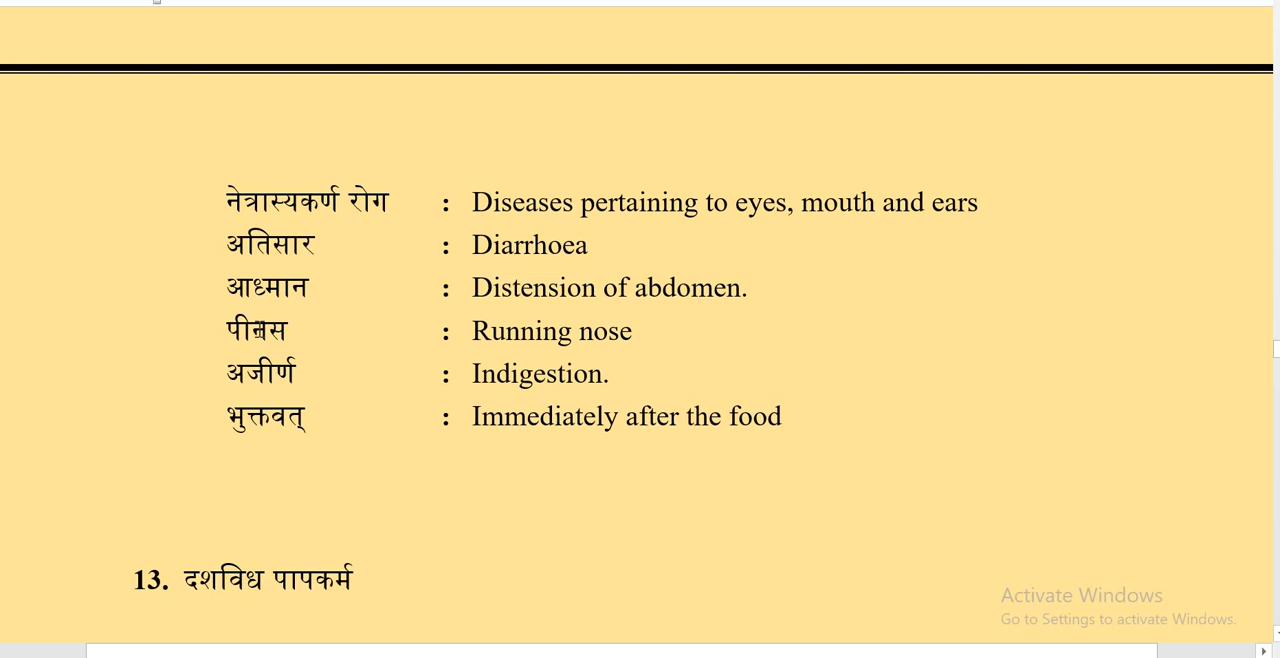 नेत्रास्यकर्ण रोग : Diseases pertaining to eyes, mouth and ears
अतिसार : Diarrhoea
आध्मान : Distension of abdomen.
पीनस : Running nose
अजीर्ण : Indigestion.
भुक्तवत् : Immediately after the food
13. दशविध पापकर्म
Activate Windows
Go to Settings to activate Windows.